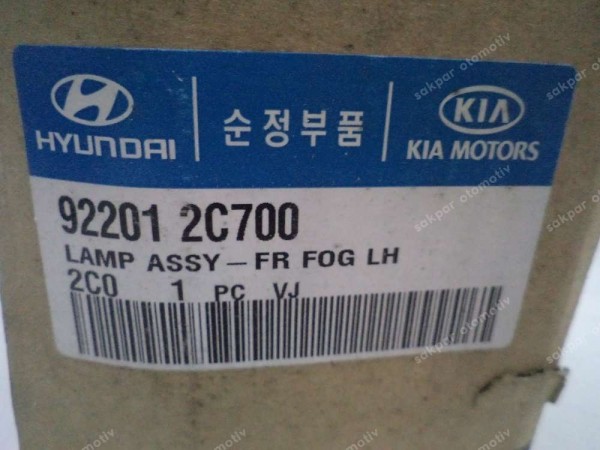 HYUNDAI
순정부품
KIA
KIA MOTORS
92201 2C700
LAMP ASSY-FR FOG LH
2C0 1 PC VJ
sakpar otomotiv